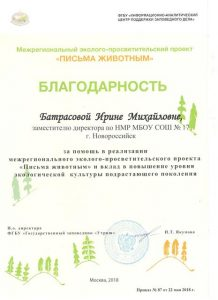 ФГБУ «ИНФОРМАЦИОННО-АНАЛИТИЧЕСКИЙ
ЦЕНТР ПОДДЕРЖКИ ЗАПОВЕДНОГО ДЕЛА»
Межрегиональный эколого-просветительский проект
«ПИСЬМА ЖИВОТНЫМ»
БЛАГОДАРНОСТЬ
Батрасовой Ирине Михайловне,
заместителю директора по НМР МБОУ СОШ № 17,
г. Новороссийск
за помощь в реализации
межрегионального эколого-просветительского проекта
«Письма животным» и вклад в повышение уровня
экологической культуры подрастающего поколения
И.о. директора
ФГБУ «Государственный заповедник «Утриш»
Москва, 2018
Приказ № 87 от 22 мая 2018 г.